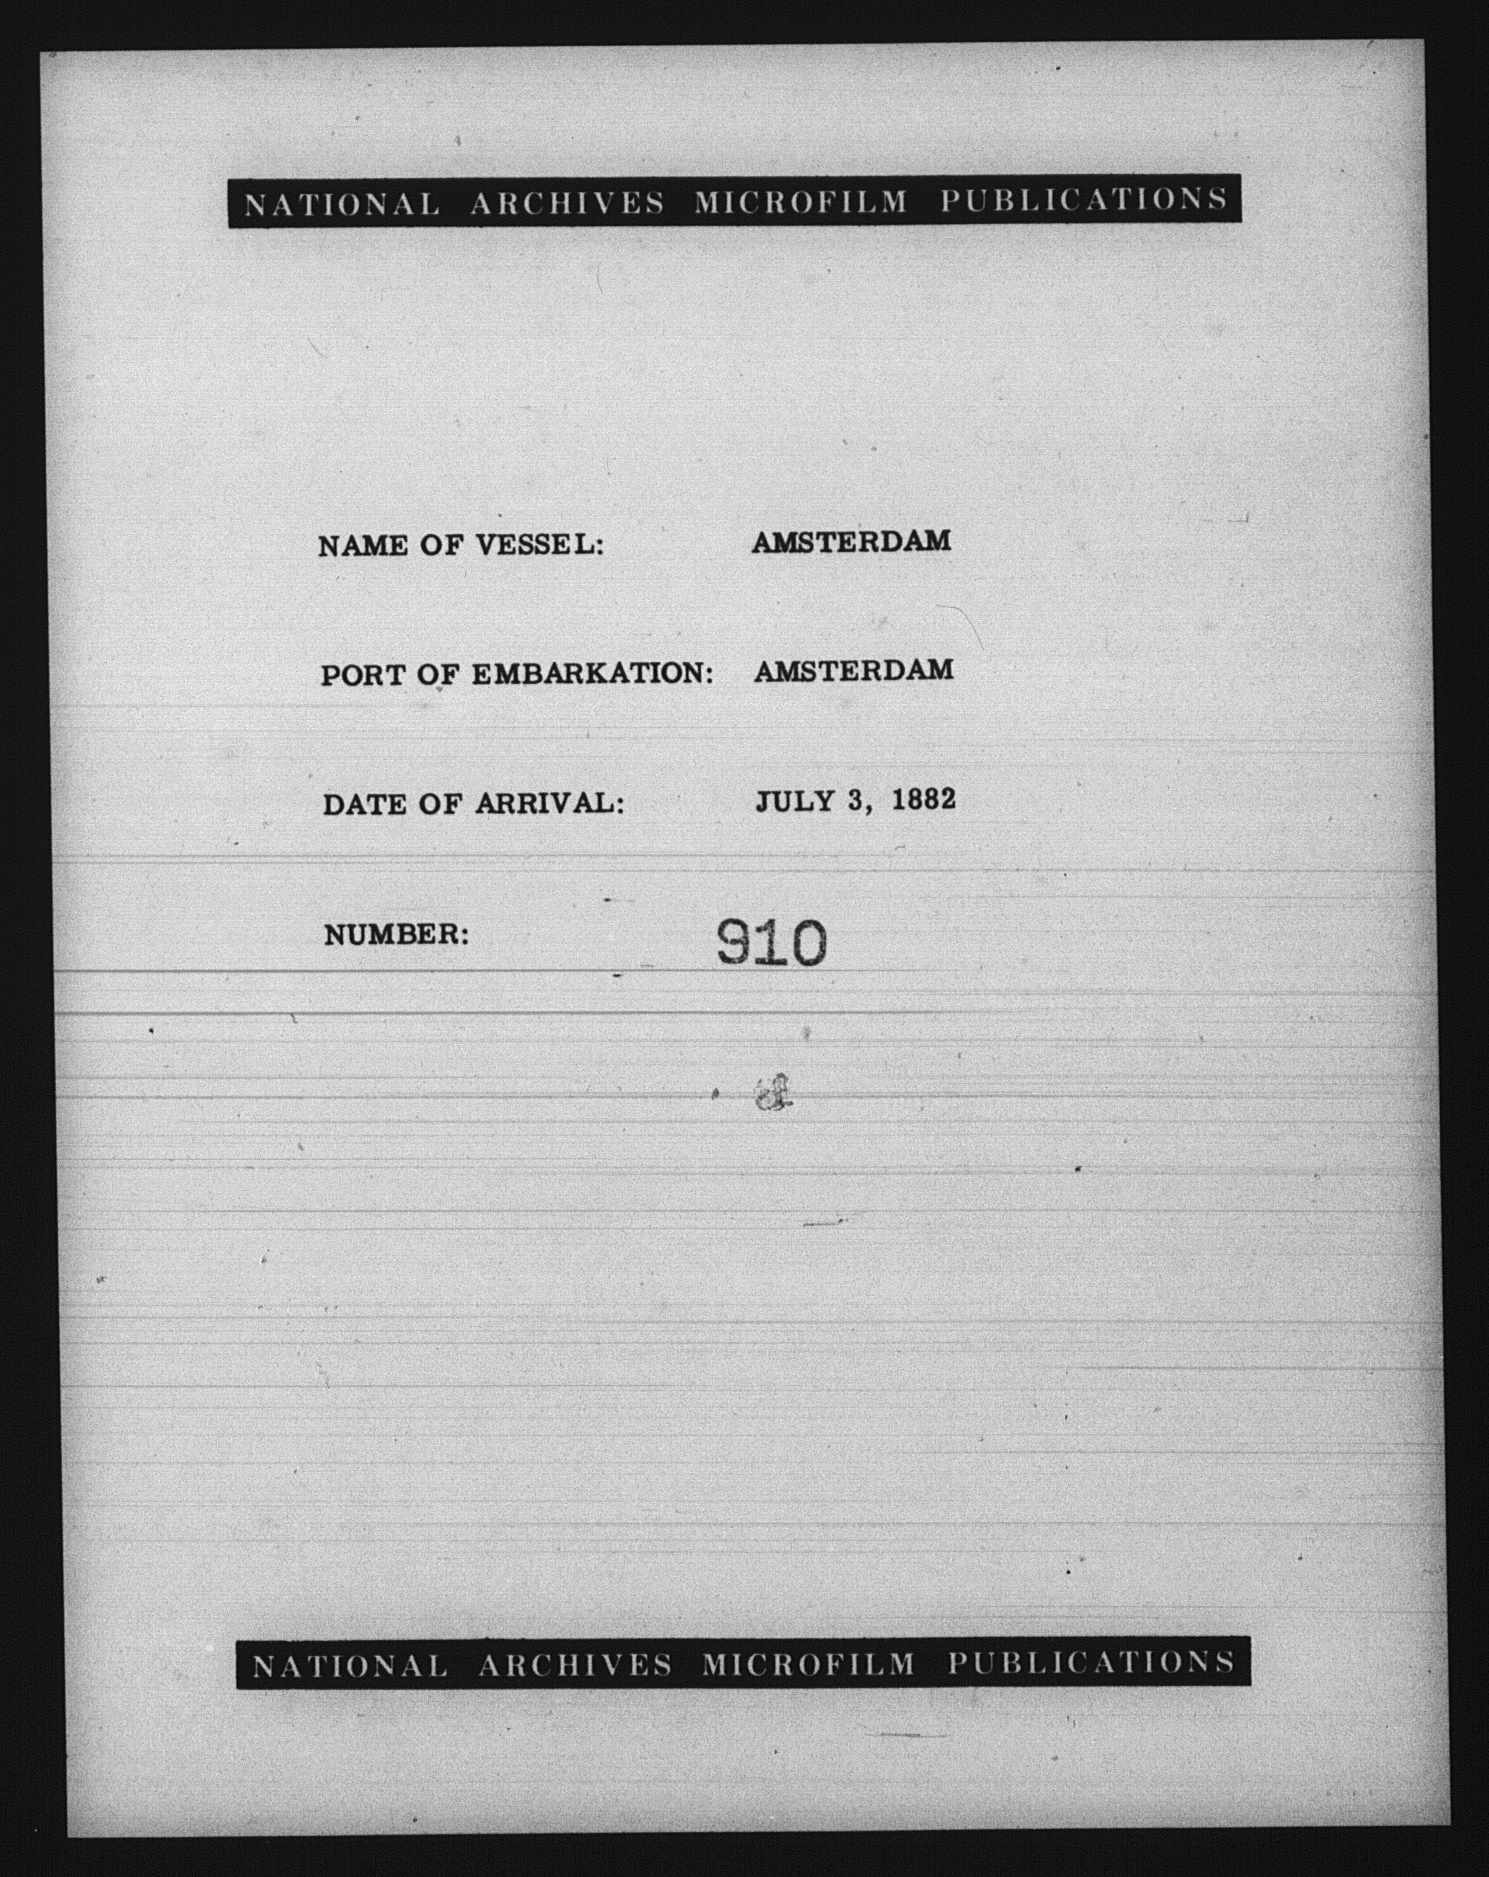 NATIONAL ARCHIVES MICROFILM PUBLICATIONS
NAME OF VESSEL: AMSTERDAM
PORT OF EMBARKATION: AMSTERDAM
DATE OF ARRIVAL: JULY 3, 1882
NUMBER: 910
NATIONAL ARCHIVES MICROFILM PUBLICATIONS